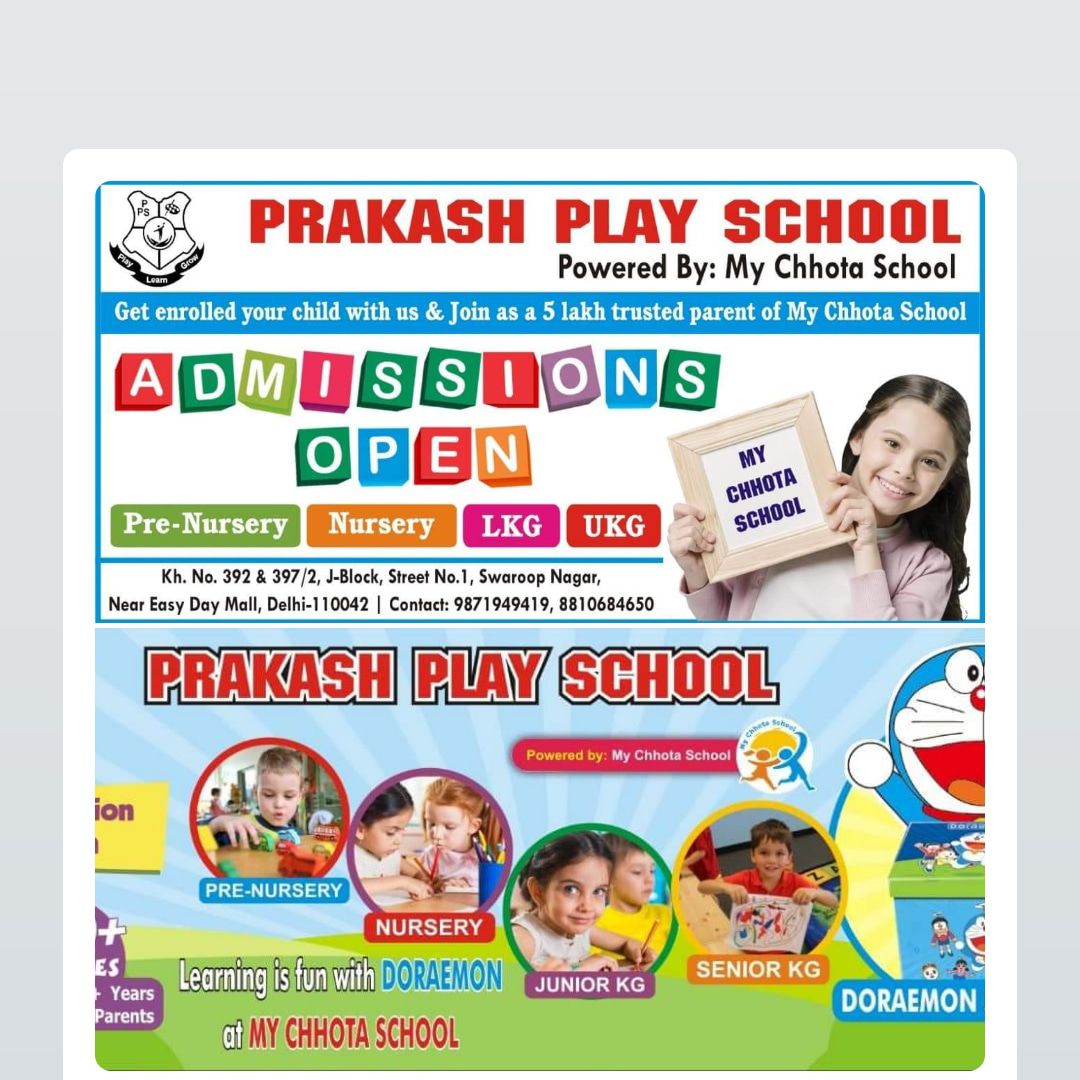 P
PS
Play
Learn
Grow
PRAKASH PLAY SCHOOL
Powered By: My Chhota School
Get enrolled your child with us & Join as a 5 lakh trusted parent of My Chhota School
ADMISSIONS
OPEN
MY
CHHOTA
SCHOOL
Pre-Nursery Nursery LKG UKG
Kh. No. 392 & 397/2, J-Block, Street No.1, Swaroop Nagar,
Near Easy Day Mall, Delhi-110042 | Contact: 9871949419, 8810684650
PRAKASH PLAY SCHOOL
My Chhota School
Powered by: My Chhota School
ion
PRE-NURSERY
NURSERY
JUNIOR KG
SENIOR KG
+
ES
+ Years
Parents
Learning is fun with DORAEMON
at MY CHHOTA SCHOOL
DORAEMON